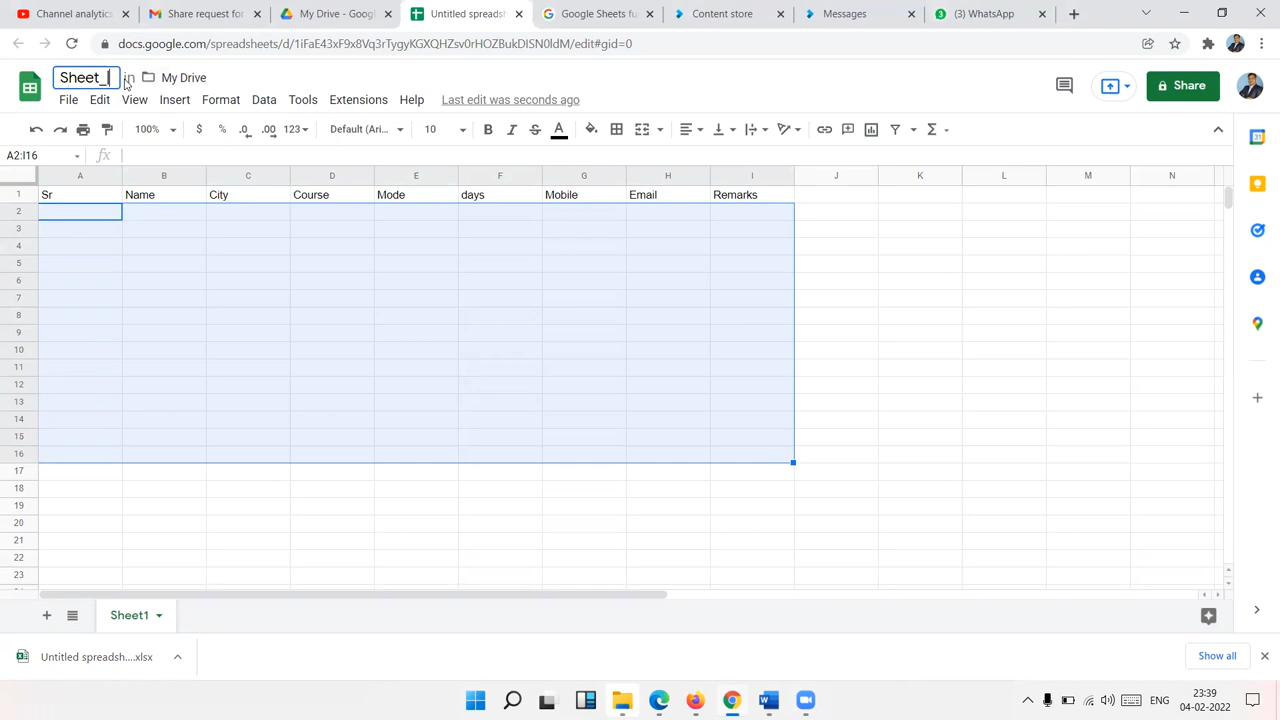 Channel analytics
Share request for
My Drive - Goog
Untitled spreads
Google Sheets fu
Content store
Messages
(3) WhatsApp
docs.google.com/spreadsheets/d/1iFaE43xF9x8Vq3rTygyKGXQHZsv0rHOZBUkDISN0ldM/edit#gid=0
Sheet_ in My Drive
Share
File Edit View Insert Format Data Tools Extensions Help Last edit was seconds ago
100% $ % .0 .00 123 Default (Ari... 10 B I S A Σ
A2:I16 fx
A B C D E F G H I J K L M N
1 Sr Name City Course Mode days Mobile Email Remarks
2
3
4
5
6
7
8
9
10
11
12
13
14
15
16
17
18
19
20
21
22
23
Sheet1
Untitled spreadsh....xlsx
Show all
ENG
23:39
04-02-2022